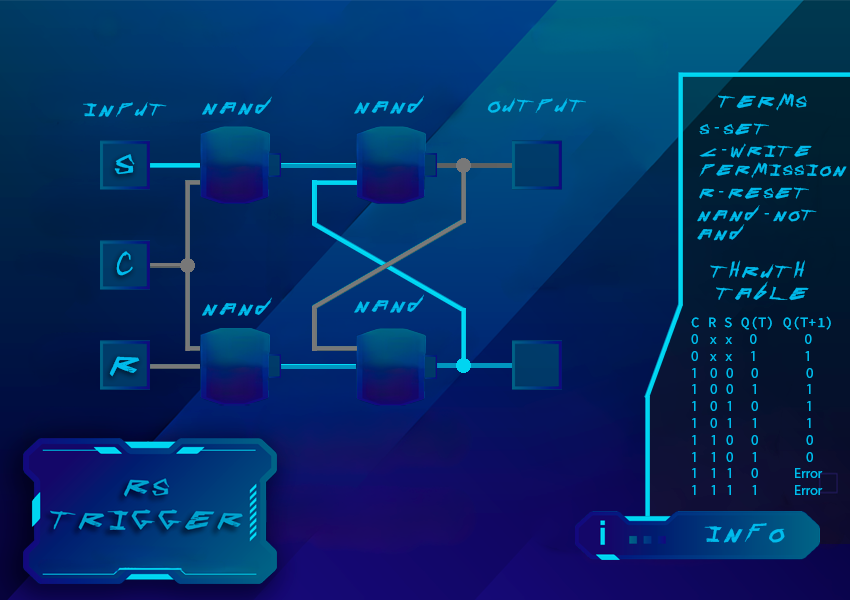 INPUT NAND NAND OUTPUT
S
C
R
NAND NAND
RS
TRIGGER
TERMS
S-SET
C-WRITE
PERMISSION
R-RESET
NAND-NOT
AND
THRUTH
TABLE
C R S Q(T) Q(T+1)
0 x x 0 0
0 x x 1 1
1 0 0 0 0
1 0 0 1 1
1 0 1 0 1
1 0 1 1 1
1 1 0 0 0
1 1 0 1 0
1 1 1 0 Error
1 1 1 1 Error
i INFO